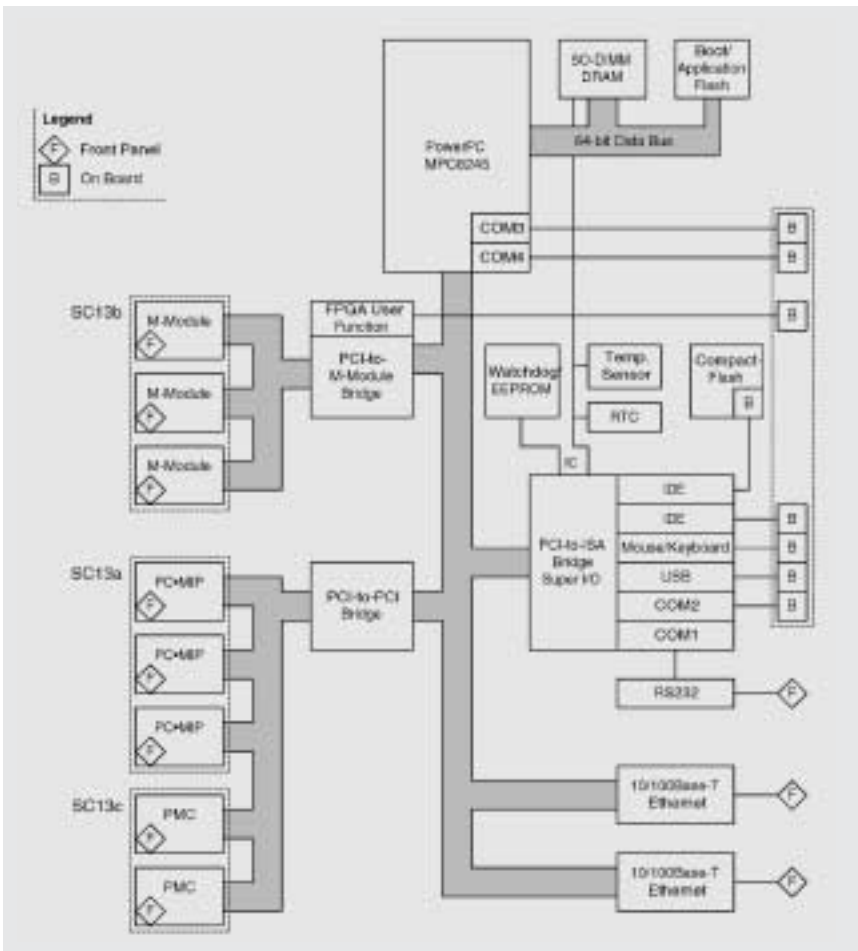 Legend
F Front Panel
B On Board
PowerPC
MPC8245
SO-DIMM
DRAM
Boot/
Application
Flash
64-bit Data Bus
COM3
B
COM4
B
SC13b
M-Module
F
M-Module
F
M-Module
F
FPGA User
Function
B
PCI-to-
M-Module
Bridge
Watchdog/
EEPROM
Temp.
Sensor
RTC
Compact-
Flash
B
PCI-to-ISA
Bridge
Super I/O
IDE
IDE
B
Mouse/Keyboard
B
USB
B
COM2
B
COM1
RS232
F
SC13a
PC•MIP
F
PC•MIP
F
PC•MIP
F
PCI-to-PCI
Bridge
SC13c
PMC
F
PMC
F
10/100Base-T
Ethernet
F
10/100Base-T
Ethernet
F